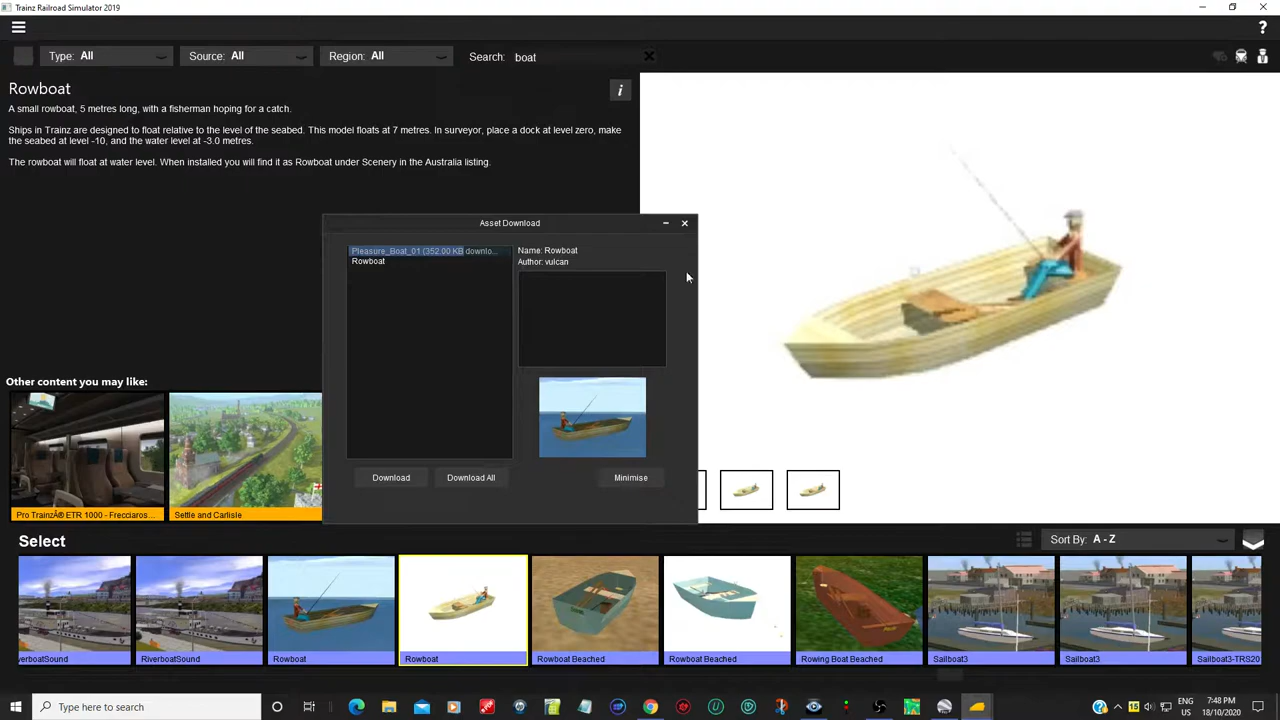 Trainz Railroad Simulator 2019
?
Type: All
Source: All
Region: All
Search: boat
Rowboat
i
A small rowboat, 5 metres long, with a fisherman hoping for a catch.
Ships in Trainz are designed to float relative to the level of the seabed. This model floats at 7 metres. In surveyor, place a dock at level zero, make
the seabed at level -10, and the water level at -3.0 metres.
The rowboat will float at water level. When installed you will find it as Rowboat under Scenery in the Australia listing.
Asset Download
Pleasure_Boat_01 (352.00 KB downlo...
Rowboat
Name: Rowboat
Author: vulcan
Download
Download All
Minimise
Other content you may like:
Pro TrainzÂ® ETR 1000 - Frecciaros...
Settle and Carlisle
Select
Sort By: A - Z
verboatSound
RiverboatSound
Rowboat
Rowboat
Rowboat Beached
Rowboat Beached
Rowing Boat Beached
Sailboat3
Sailboat3
Sailboat3-TRS20
Type here to search
15
ENG
US
7:48 PM
18/10/2020